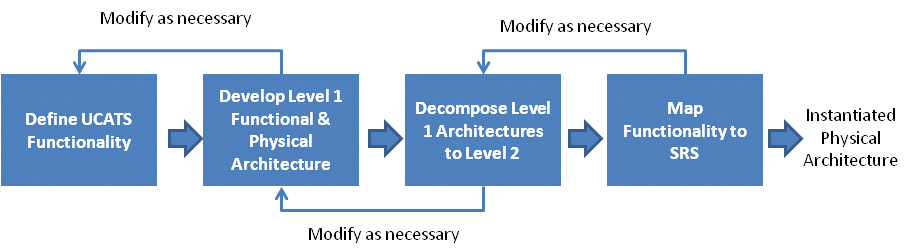 Modify as necessary
Modify as necessary
Define UCATS
Functionality
Develop Level 1
Functional &
Physical
Architecture
Decompose Level
1 Architectures
to Level 2
Map
Functionality to
SRS
Instantiated
Physical
Architecture
Modify as necessary